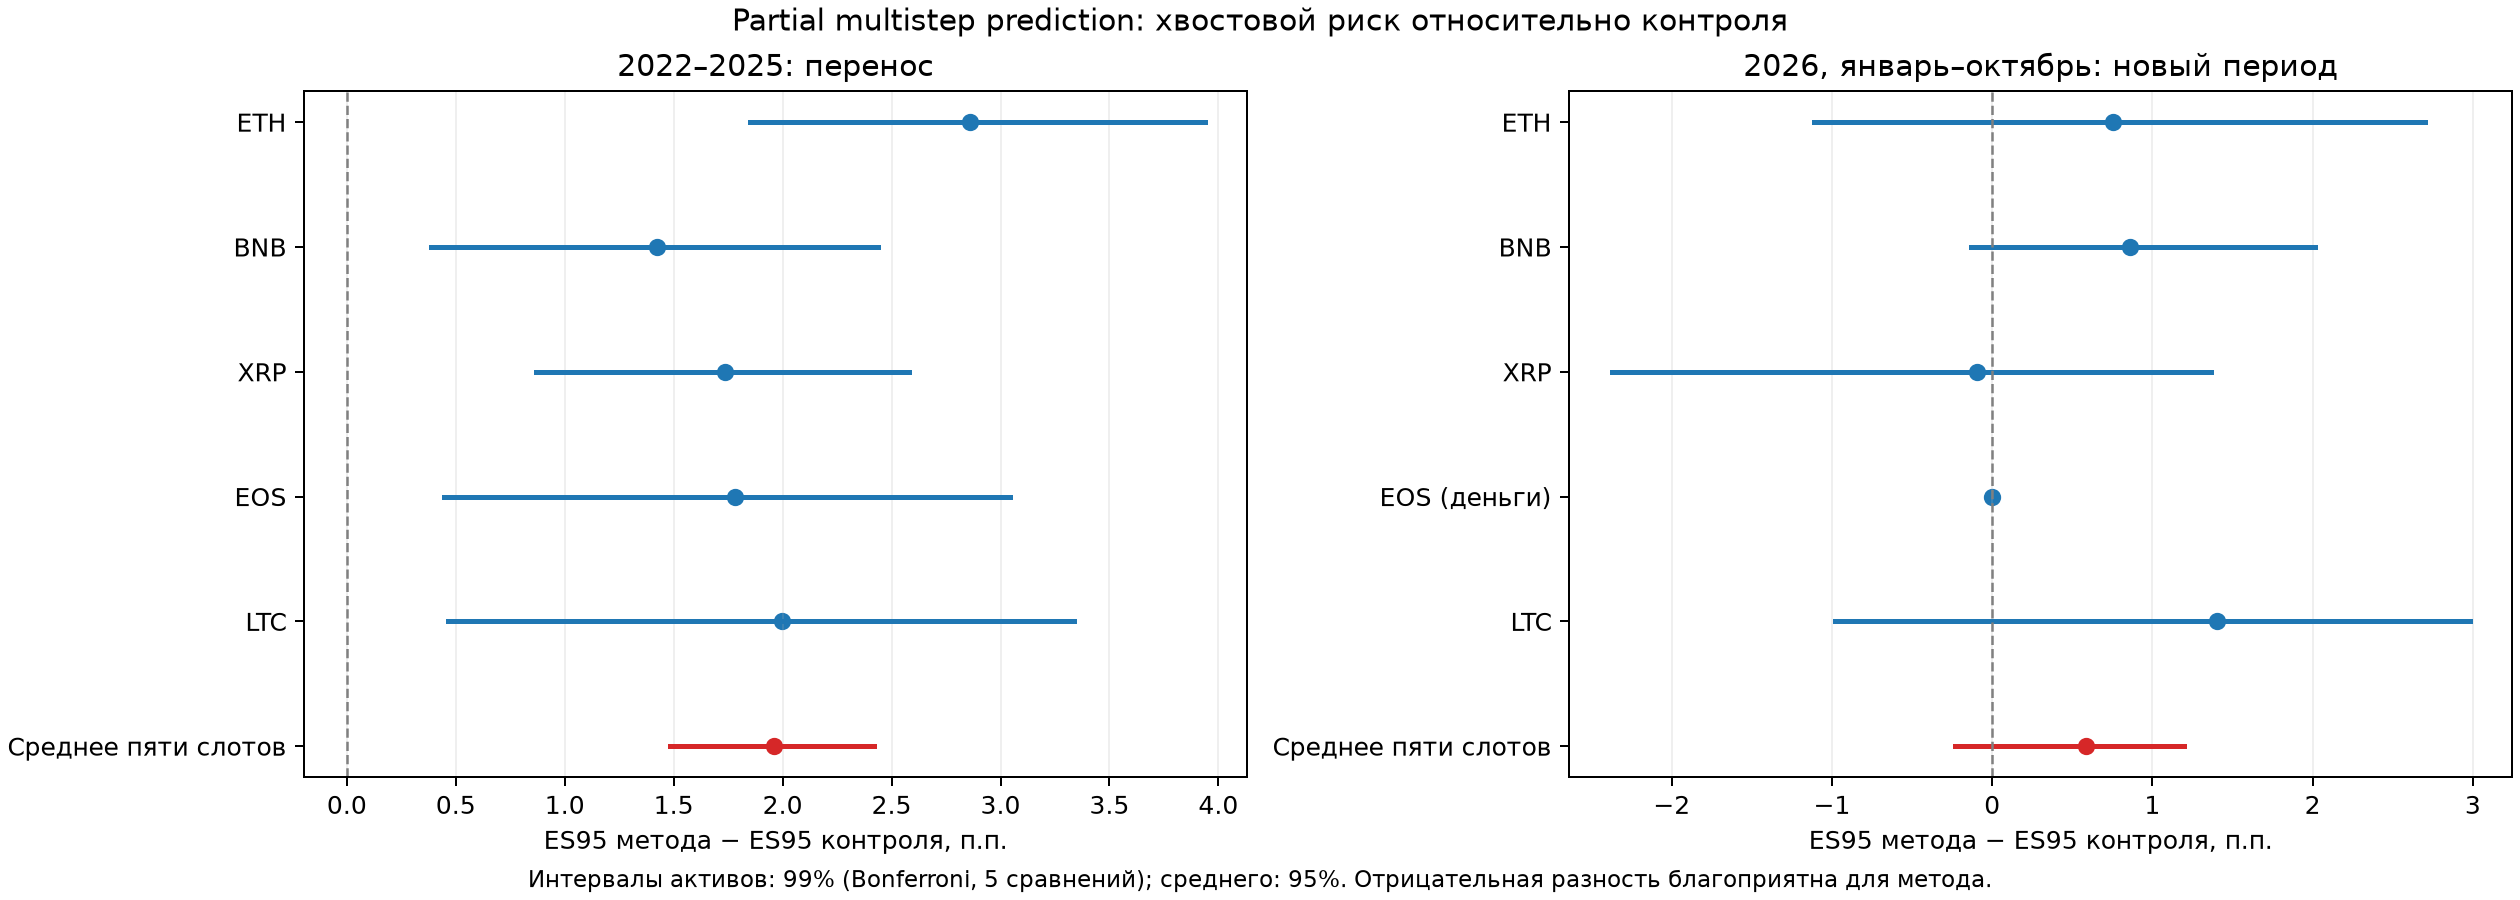 Partial multistep prediction: хвостовой риск относительно контроля
2022–2025: перенос
ETH
BNB
XRP
EOS
LTC
Среднее пяти слотов
0.0 0.5 1.0 1.5 2.0 2.5 3.0 3.5 4.0
ES95 метода − ES95 контроля, п.п.
2026, январь–октябрь: новый период
ETH
BNB
XRP
EOS (деньги)
LTC
Среднее пяти слотов
−2 −1 0 1 2 3
ES95 метода − ES95 контроля, п.п.
Интервалы активов: 99% (Bonferroni, 5 сравнений); среднего: 95%. Отрицательная разность благоприятна для метода.